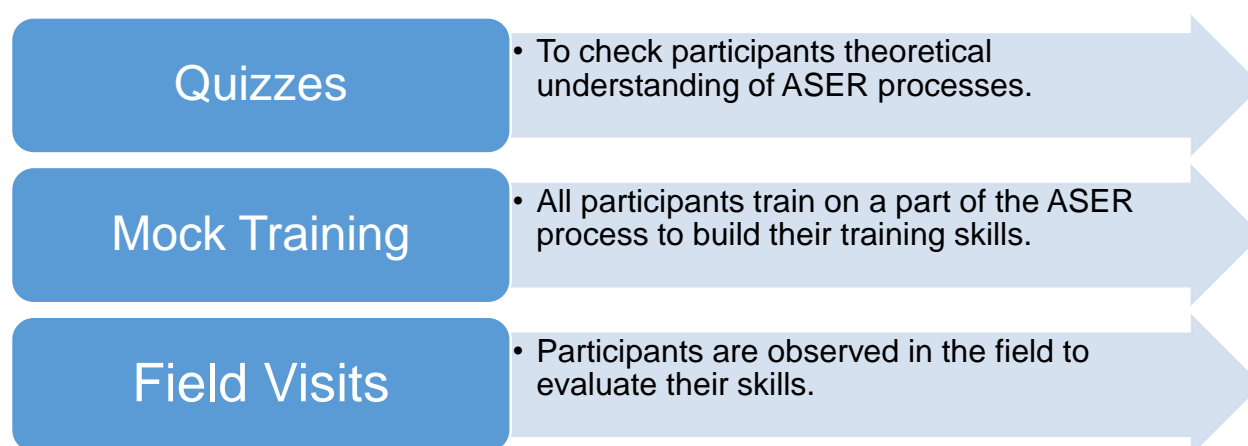 Quizzes
• To check participants theoretical
understanding of ASER processes.
Mock Training
• All participants train on a part of the ASER
process to build their training skills.
Field Visits
• Participants are observed in the field to
evaluate their skills.